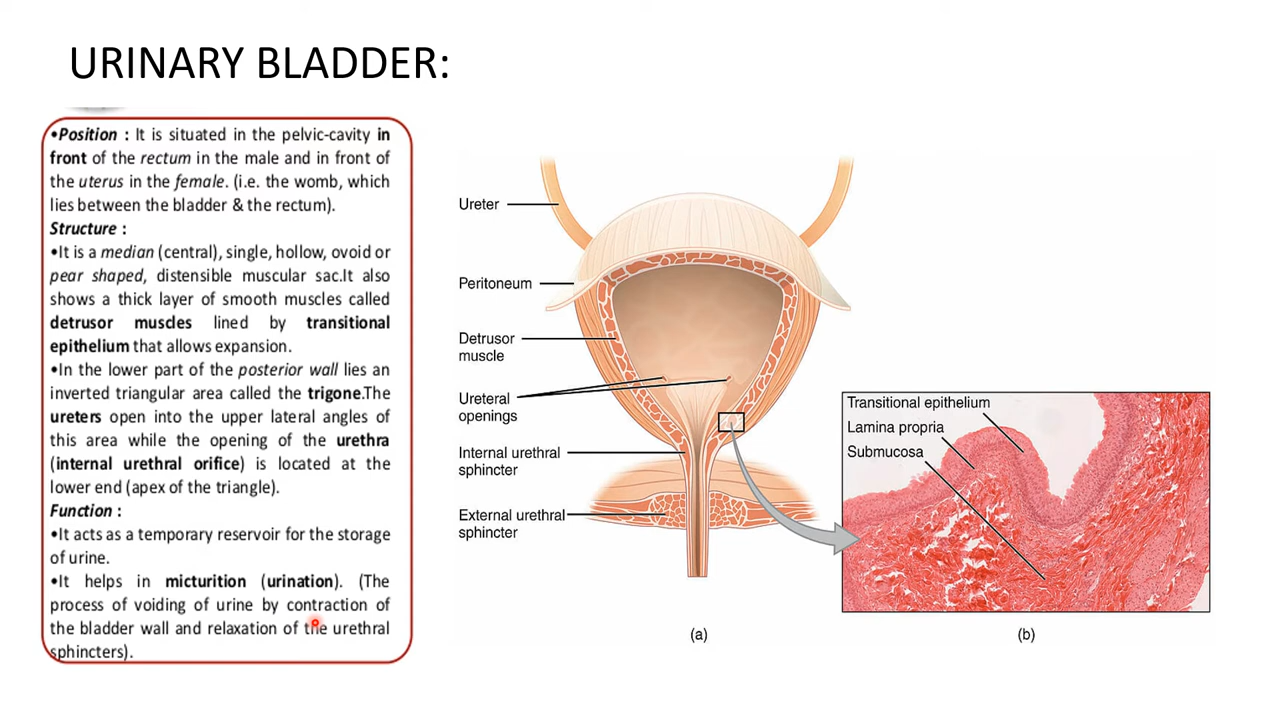 URINARY BLADDER:
•Position : It is situated in the pelvic-cavity in
front of the rectum in the male and in front of
the uterus in the female. (i.e. the womb, which
lies between the bladder & the rectum).
Structure :
•It is a median (central), single, hollow, ovoid or
pear shaped, distensible muscular sac.It also
shows a thick layer of smooth muscles called
detrusor muscles lined by transitional
epithelium that allows expansion.
•In the lower part of the posterior wall lies an
inverted triangular area called the trigone.The
ureters open into the upper lateral angles of
this area while the opening of the urethra
(internal urethral orifice) is located at the
lower end (apex of the triangle).
Function :
•It acts as a temporary reservoir for the storage
of urine.
•It helps in micturition (urination). (The
process of voiding of urine by contraction of
the bladder wall and relaxation of the urethral
sphincters).
Ureter
Peritoneum
Detrusor
muscle
Ureteral
openings
Internal urethral
sphincter
External urethral
sphincter
(a)
Transitional epithelium
Lamina propria
Submucosa
(b)